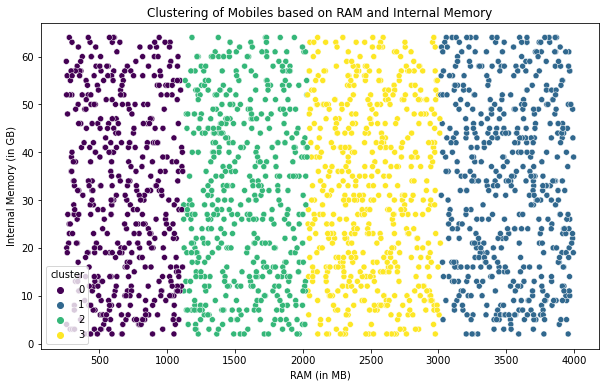 Clustering of Mobiles based on RAM and Internal Memory
Internal Memory (in GB)
60
50
40
30
20
10
0
cluster
0
1
2
3
500 1000 1500 2000 2500 3000 3500 4000
RAM (in MB)